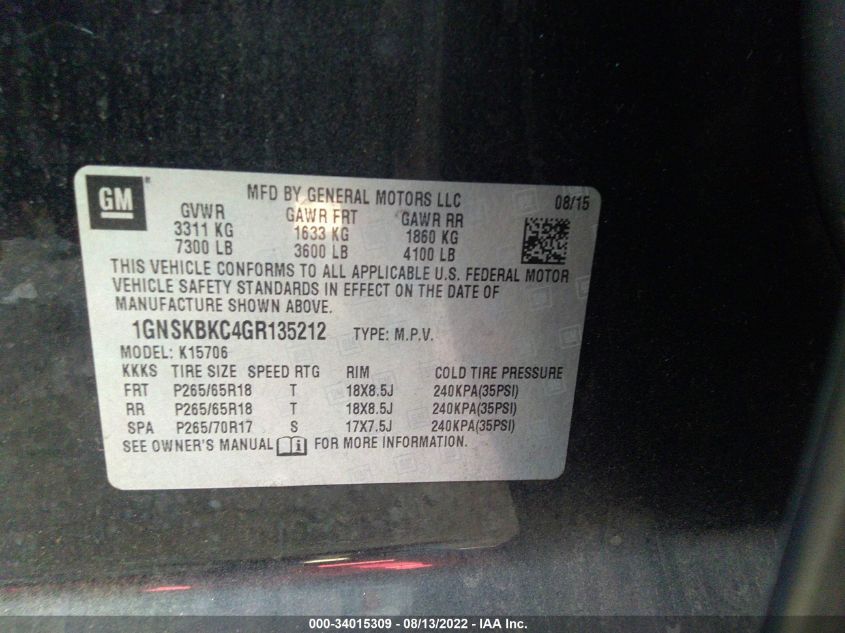 GM
MFD BY GENERAL MOTORS LLC 08/15
GVWR GAWR FRT GAWR RR
3311 KG 1633 KG 1860 KG
7300 LB 3600 LB 4100 LB
THIS VEHICLE CONFORMS TO ALL APPLICABLE U.S. FEDERAL MOTOR
VEHICLE SAFETY STANDARDS IN EFFECT ON THE DATE OF
MANUFACTURE SHOWN ABOVE.
1GNSKBKC4GR135212 TYPE: M.P.V.
MODEL: K15706
KKKS TIRE SIZE SPEED RTG RIM COLD TIRE PRESSURE
FRT P265/65R18 T 18X8.5J 240KPA(35PSI)
RR P265/65R18 T 18X8.5J 240KPA(35PSI)
SPA P265/70R17 S 17X7.5J 240KPA(35PSI)
SEE OWNER'S MANUAL FOR MORE INFORMATION.
000-34015309 - 08/13/2022 - IAA Inc.